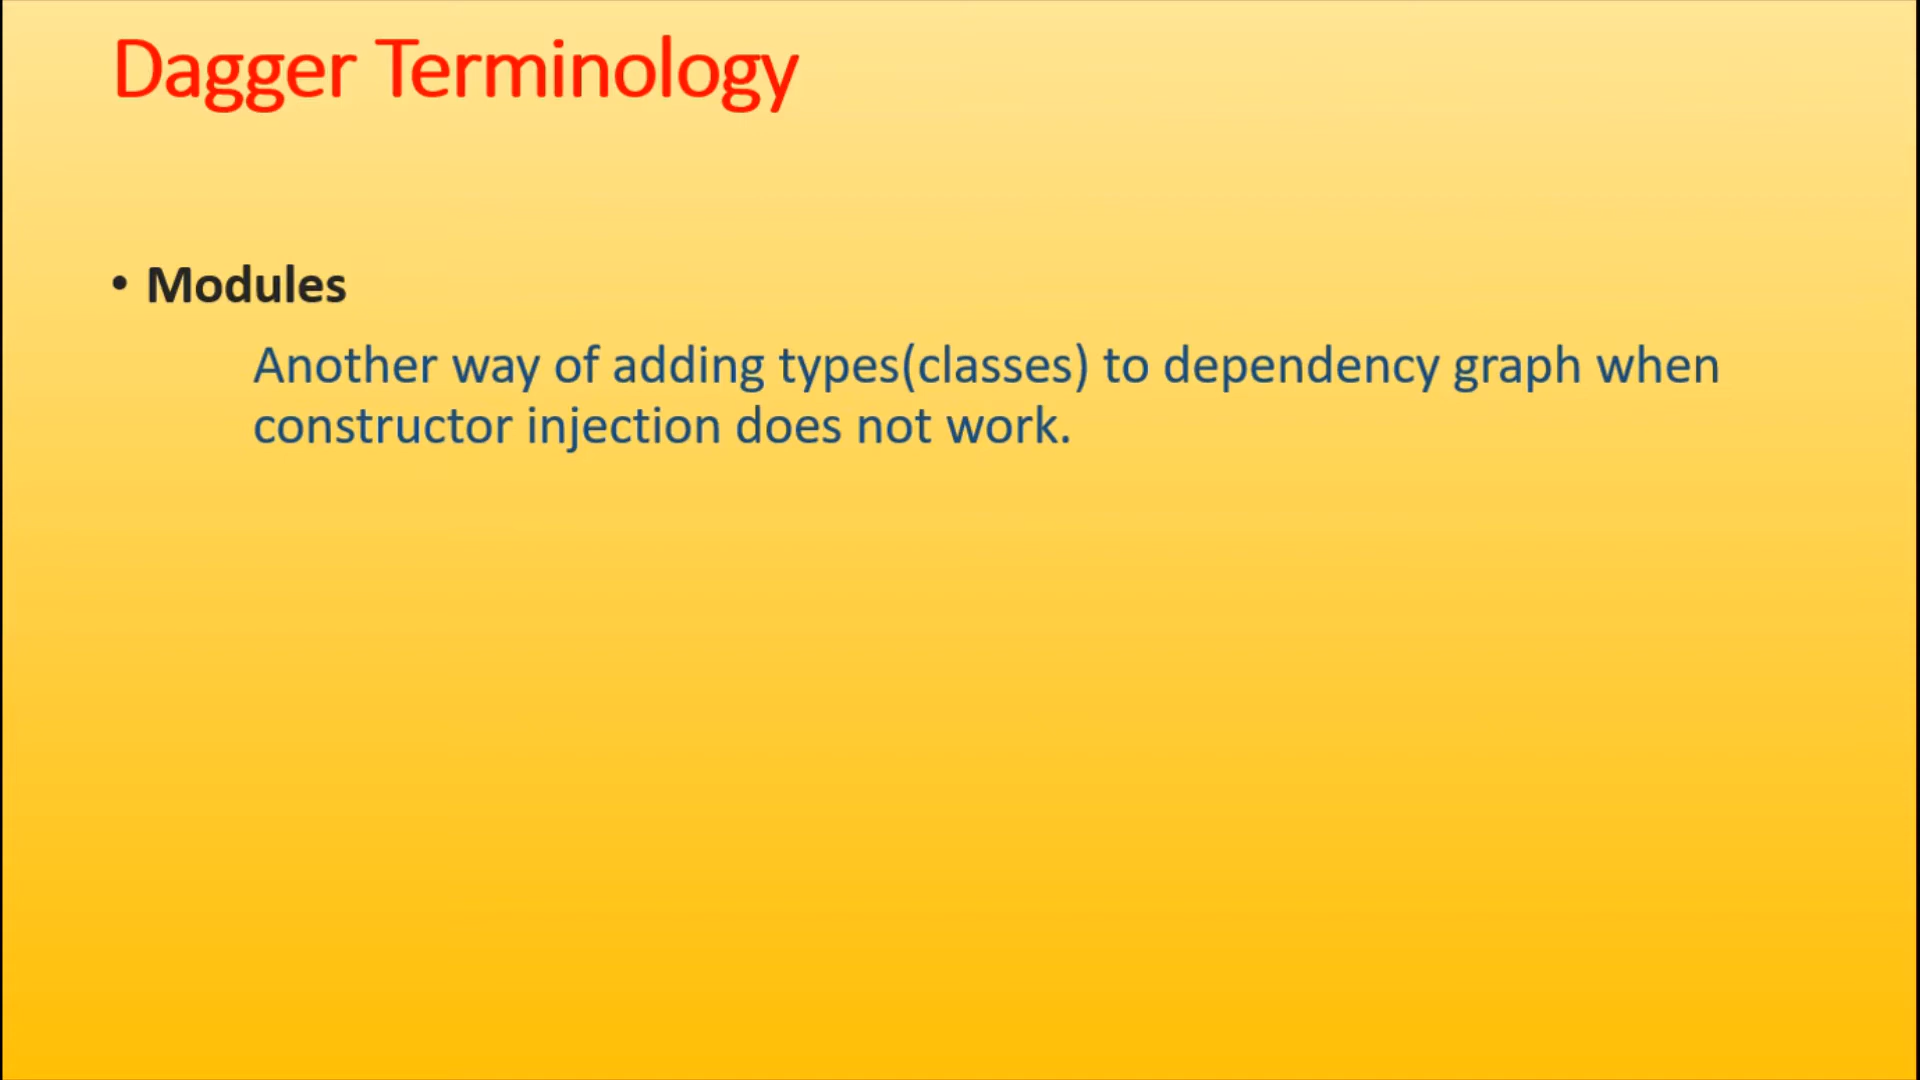 Dagger Terminology
• Modules
Another way of adding types(classes) to dependency graph when
constructor injection does not work.